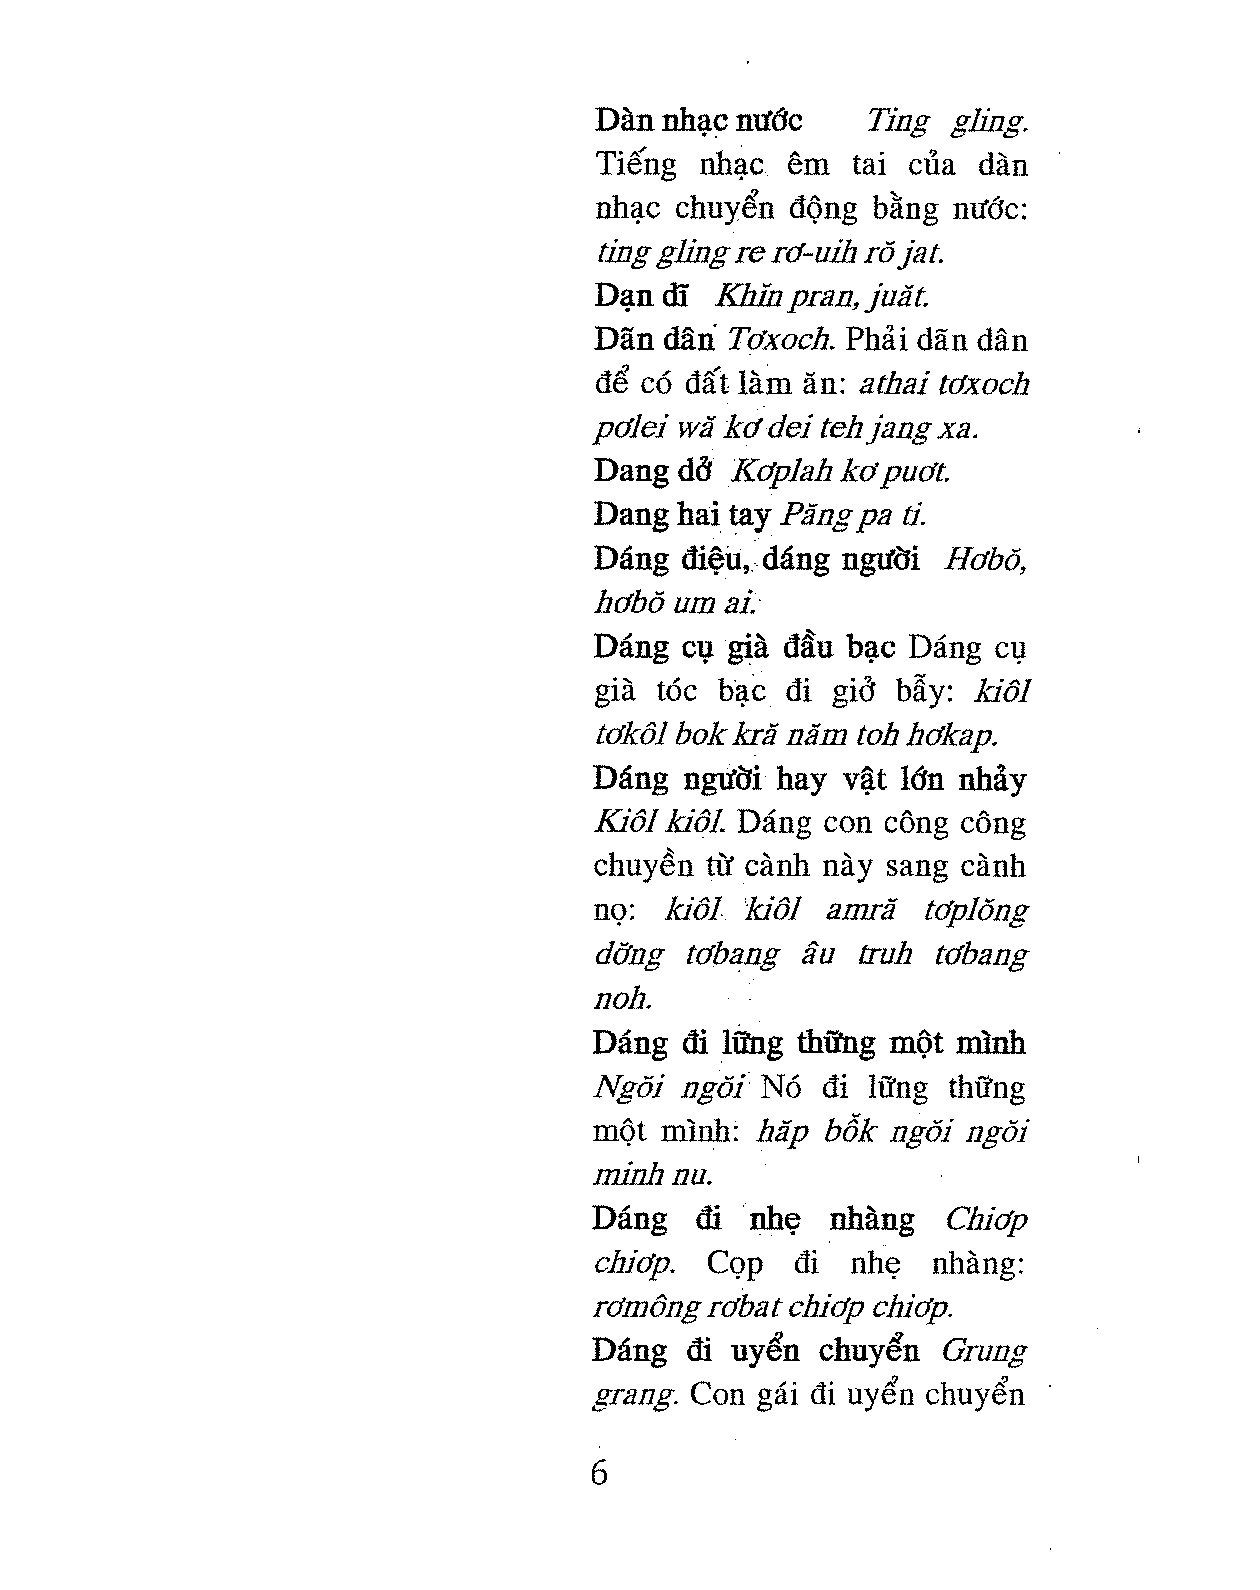 Dàn nhạc nước Ting gling.
Tiếng nhạc êm tai của dàn
nhạc chuyển động bằng nước:
ting gling re rơ-uih rŏ jat.
Dạn dĩ Khĭn pran, juăt.
Dãn dân Tơxoch. Phải dãn dân
để có đất làm ăn: athai tơxoch
pơlei wă kơ dei teh jang xa.
Dang dở Kơplah kơ puơt.
Dang hai tay Păng pa ti.
Dáng điệu, dáng người Hơbŏ,
hơbŏ um ai.
Dáng cụ già đầu bạc Dáng cụ
già tóc bạc đi giở bẫy: kiôl
tơkôl bok kră năm toh hơkap.
Dáng người hay vật lớn nhảy
Kiôl kiôl. Dáng con công công
chuyền từ cành này sang cành
nọ: kiôl kiôl amră tơplŏng
dơ̆ng tơbang âu truh tơbang
noh.
Dáng đi lững thững một mình
Ngŏi ngŏi Nó đi lững thững
một mình: hăp bô̆k ngŏi ngŏi
minh nu.
Dáng đi nhẹ nhàng Chiơp
chiơp. Cọp đi nhẹ nhàng:
rơmông rơbat chiơp chiơp.
Dáng đi uyển chuyển Grung
grang. Con gái đi uyển chuyển
6